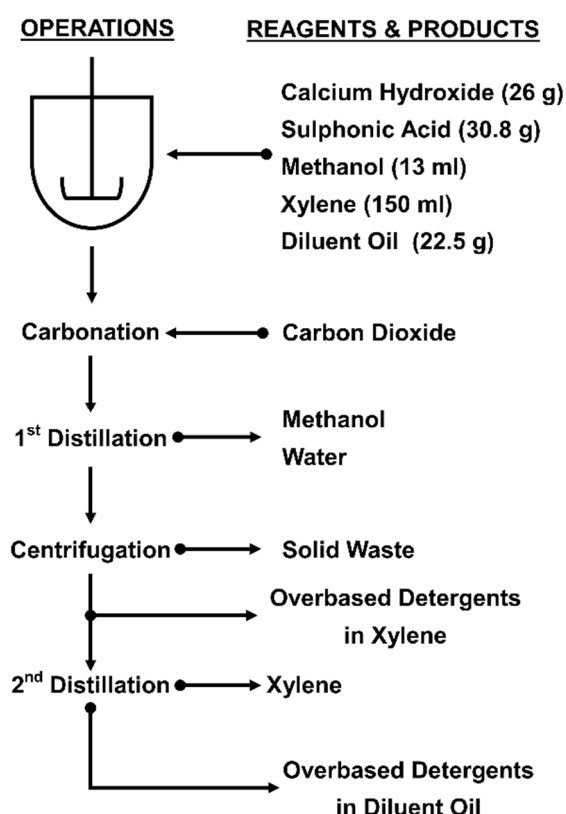 OPERATIONS
REAGENTS & PRODUCTS
Calcium Hydroxide (26 g)
Sulphonic Acid (30.8 g)
Methanol (13 ml)
Xylene (150 ml)
Diluent Oil (22.5 g)
Carbonation
Carbon Dioxide
1st Distillation
Methanol
Water
Centrifugation
Solid Waste
Overbased Detergents
in Xylene
2nd Distillation
Xylene
Overbased Detergents
in Diluent Oil